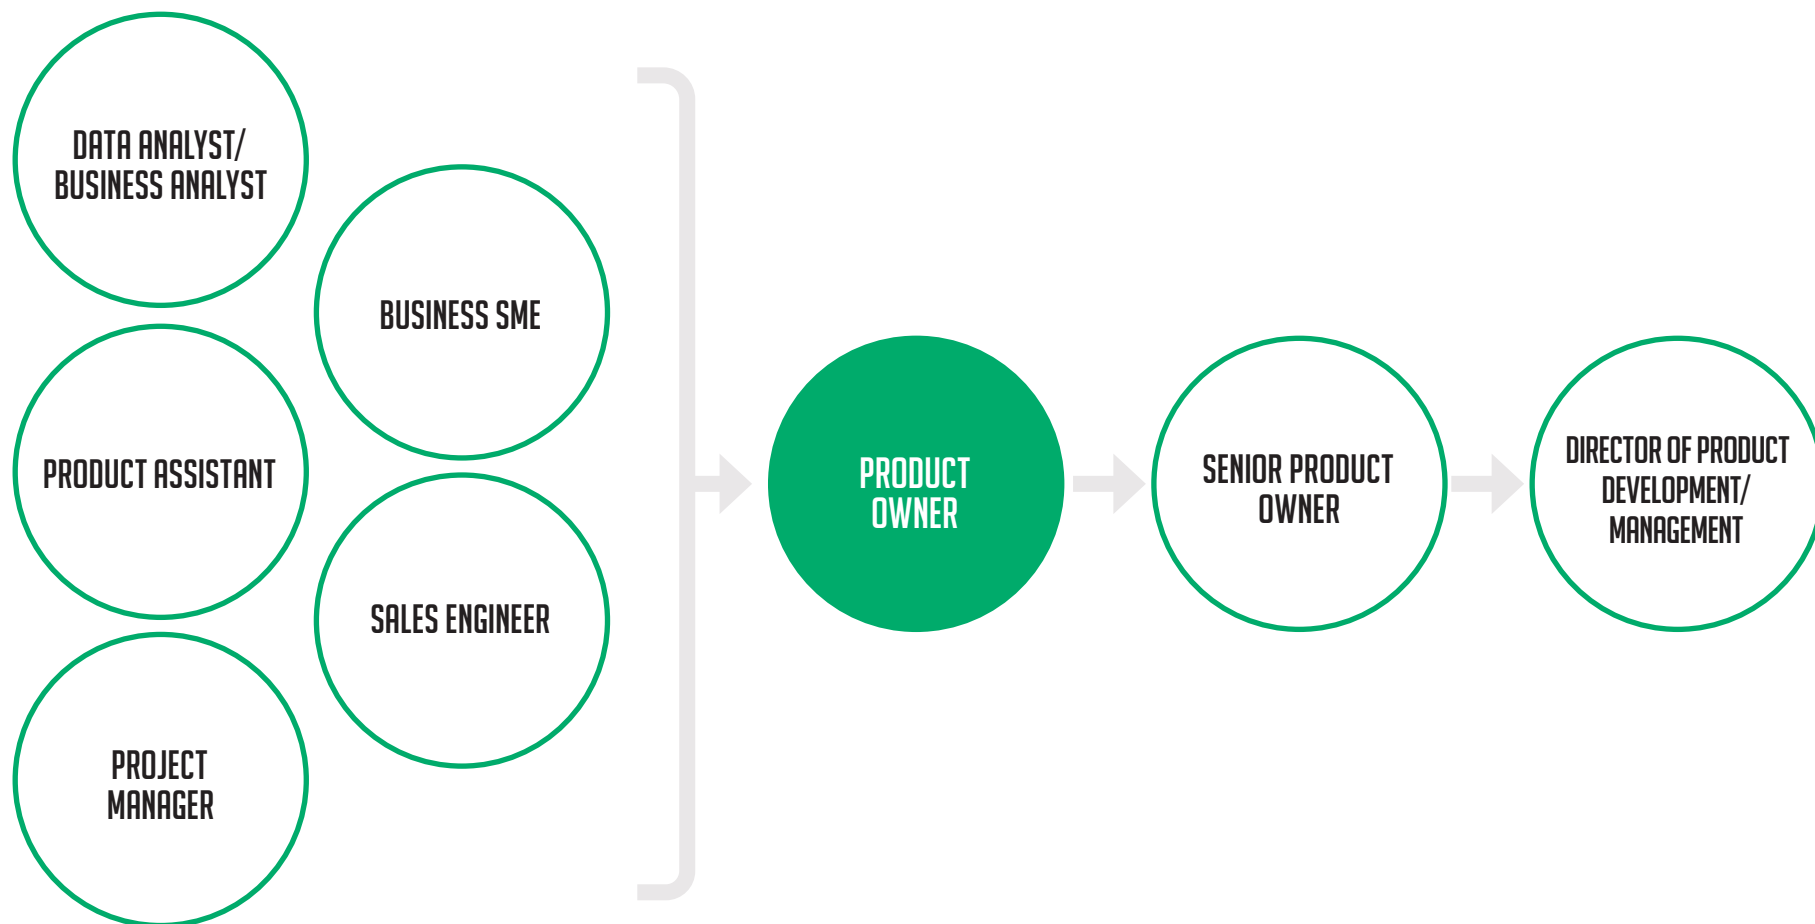 DATA ANALYST/
BUSINESS ANALYST
BUSINESS SME
PRODUCT ASSISTANT
SALES ENGINEER
PROJECT
MANAGER
PRODUCT
OWNER
SENIOR PRODUCT
OWNER
DIRECTOR OF PRODUCT
DEVELOPMENT/
MANAGEMENT